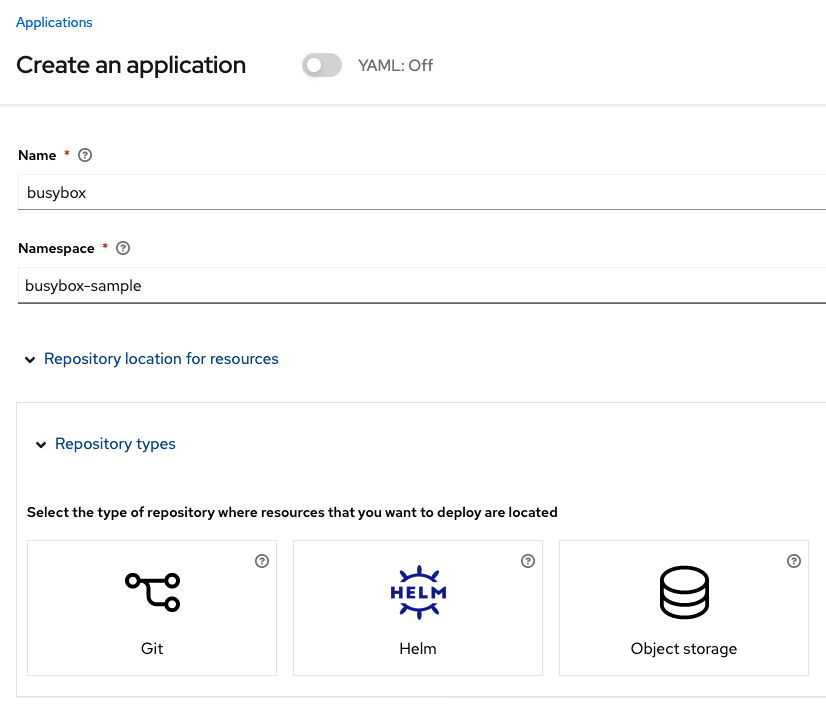 Applications
Create an application
YAML: Off
Name *
busybox
Namespace *
busybox-sample
Repository location for resources
Repository types
Select the type of repository where resources that you want to deploy are located
HELM
Git
Helm
Object storage